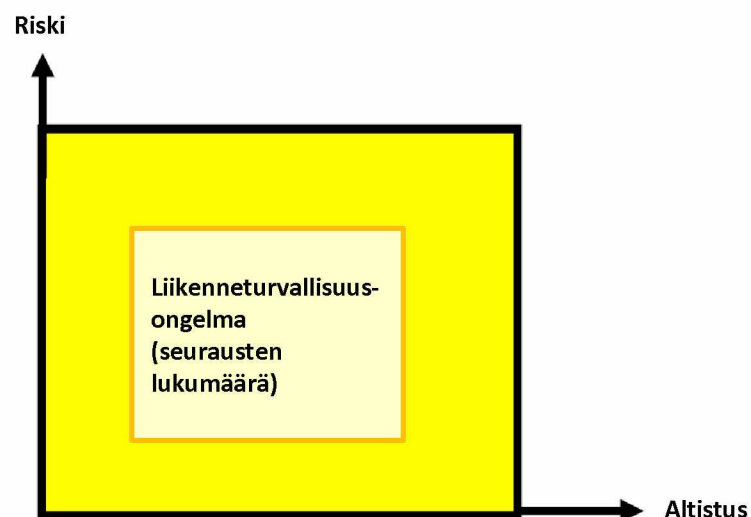 Riski
Liikenneturvallisuus-
ongelma
(seurausten
lukumäärä)
Altistus